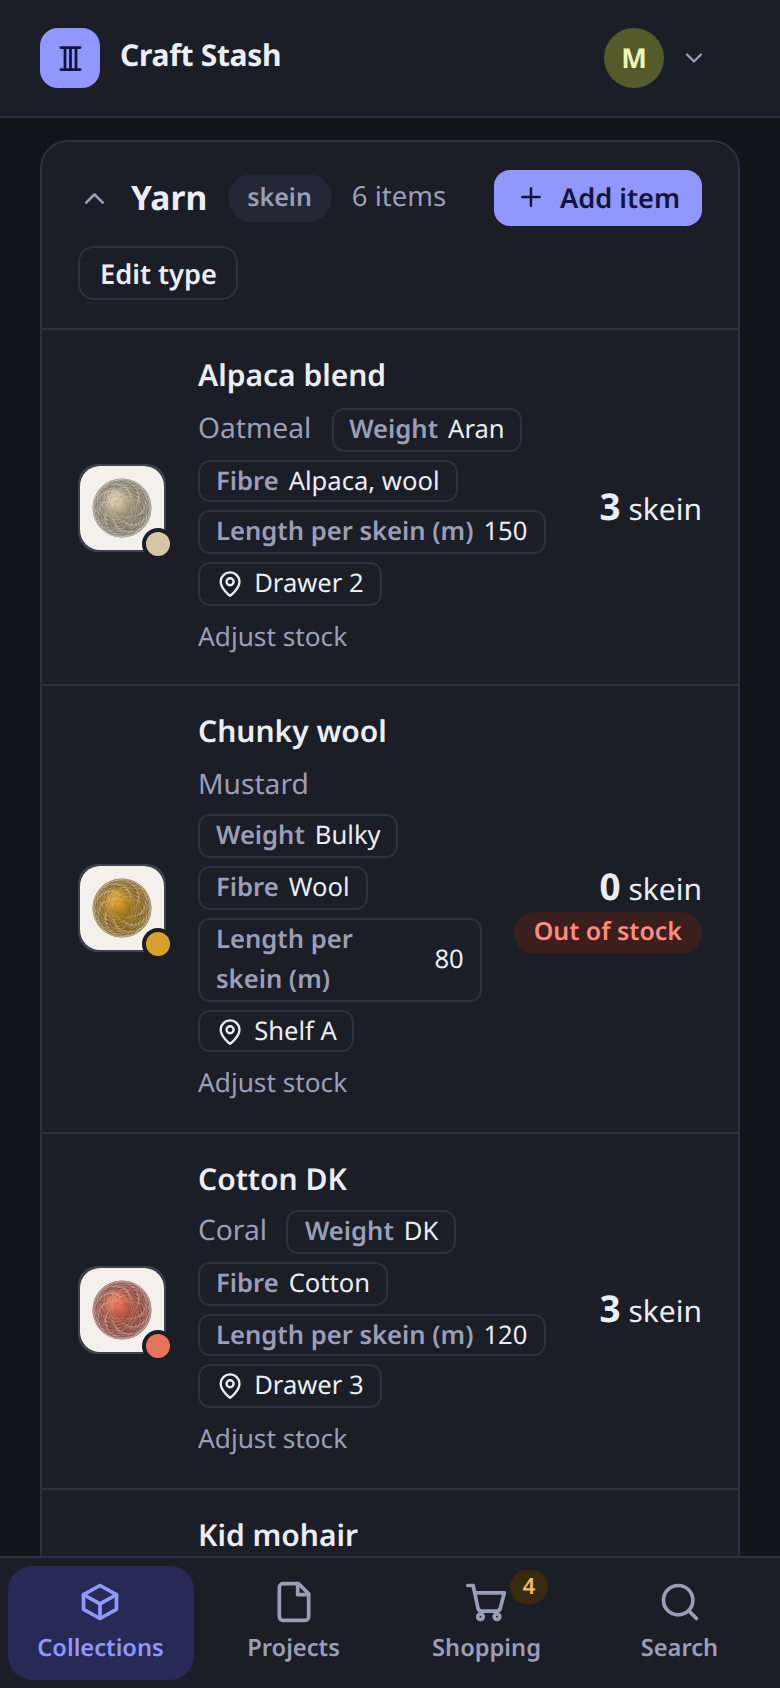 Craft Stash
M
Yarn skein 6 items
Add item
Edit type
Alpaca blend
Oatmeal Weight Aran
Fibre Alpaca, wool
Length per skein (m) 150
Drawer 2
3 skein
Adjust stock
Chunky wool
Mustard
Weight Bulky
Fibre Wool
Length per
skein (m) 80
Shelf A
0 skein
Out of stock
Adjust stock
Cotton DK
Coral Weight DK
Fibre Cotton
Length per skein (m) 120
Drawer 3
3 skein
Adjust stock
Kid mohair
Collections
Projects
4
Shopping
Search